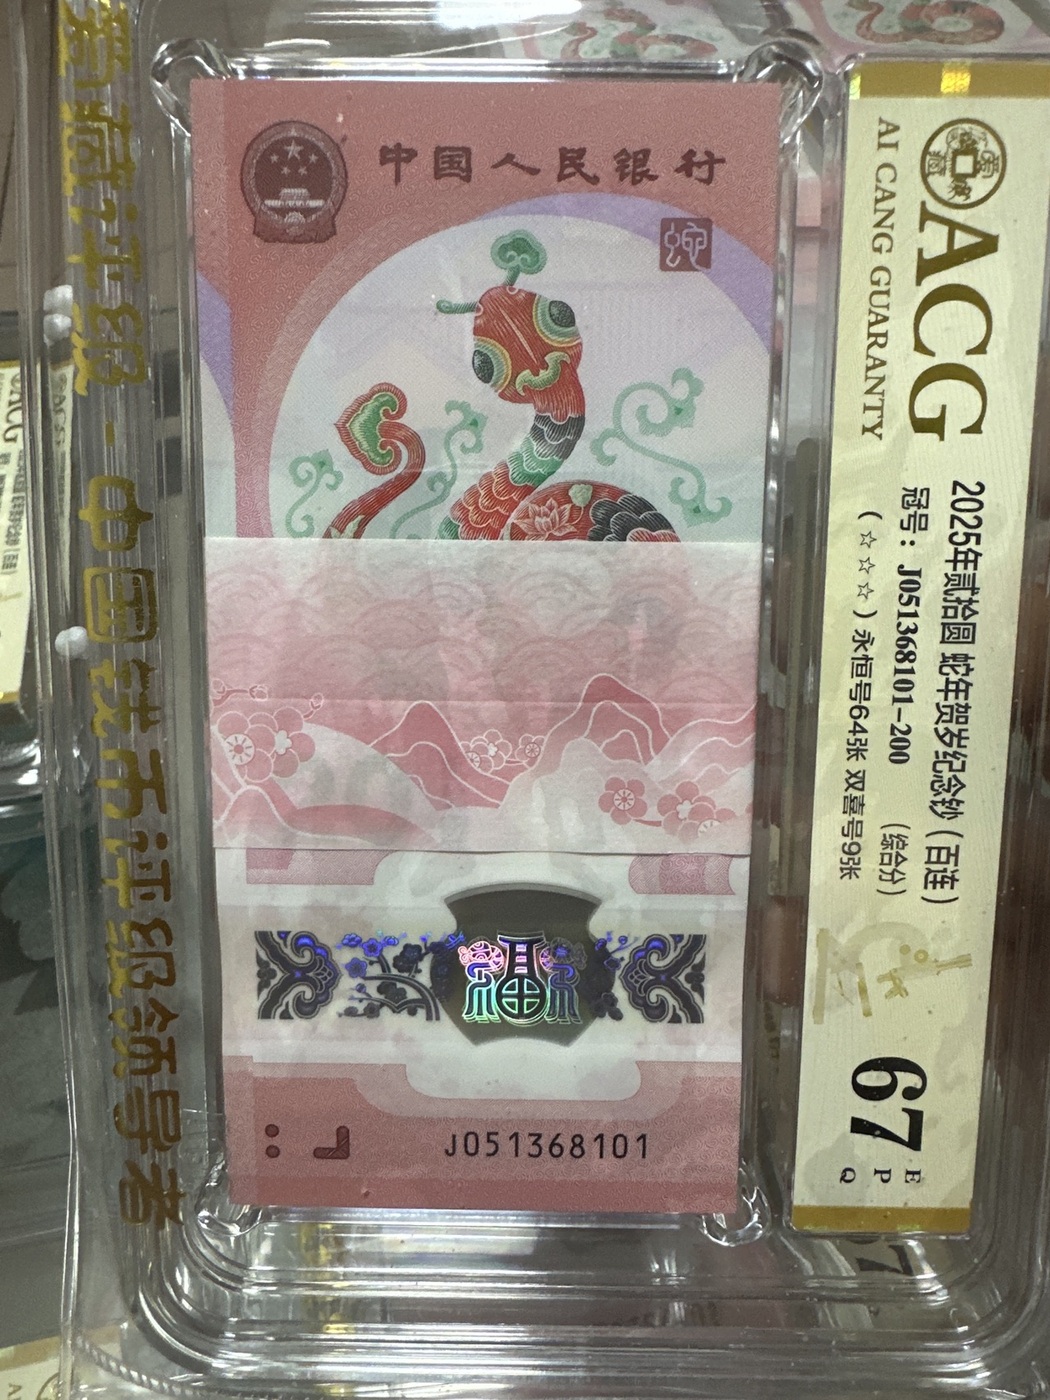 爱藏评级-中国钱币评级领导者
中国人民银行
蛇
J051368101
ACG
AI CANG GUARANTY
2025年贰拾圆 蛇年贺岁纪念钞(百连)
冠号：J051368101-200 (综合分)
(☆☆☆) 永恒号64张 双喜号9张
67
E
P
Q